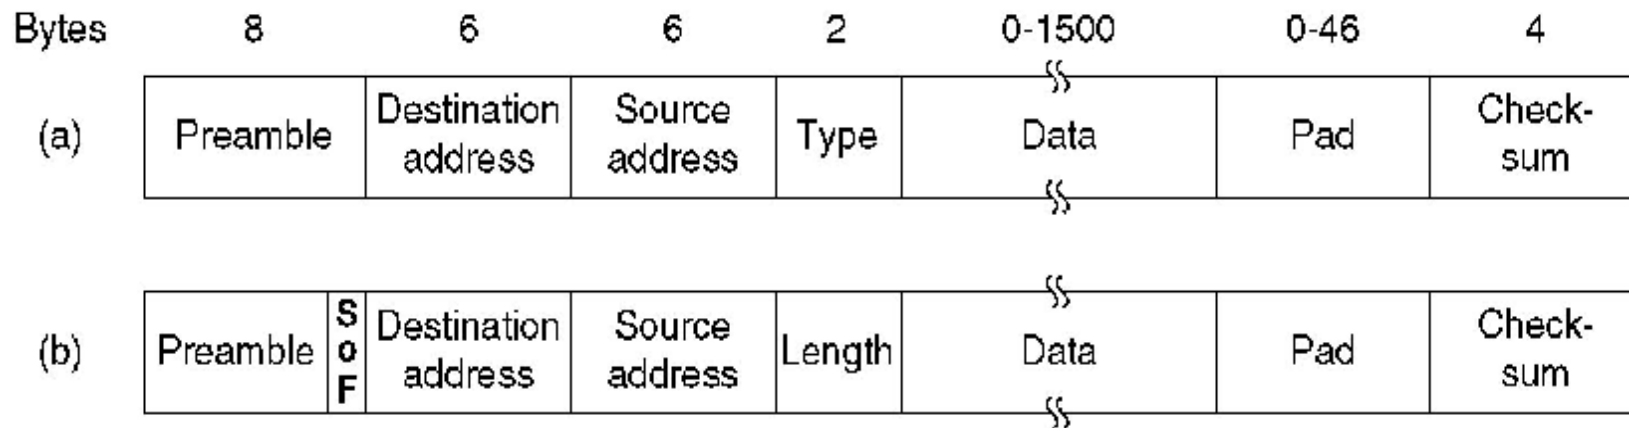 Bytes 8 6 6 2 0-1500 0-46 4
(a) Preamble Destination address Source address Type Data Pad Check-sum
(b) Preamble SoF Destination address Source address Length Data Pad Check-sum